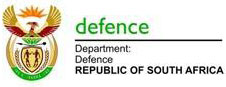 defence
Department:
Defence
REPUBLIC OF SOUTH AFRICA